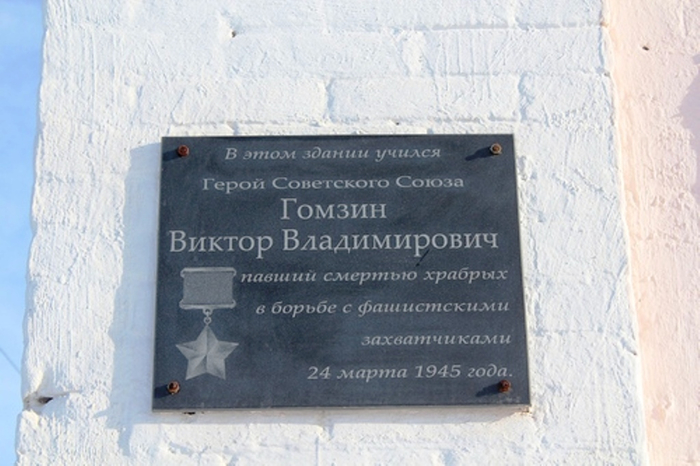 В этом здании учился
Герой Советского Союза
Гомзин
Виктор Владимирович
павший смертью храбрых
в борьбе с фашистскими
захватчиками
24 марта 1945 года.